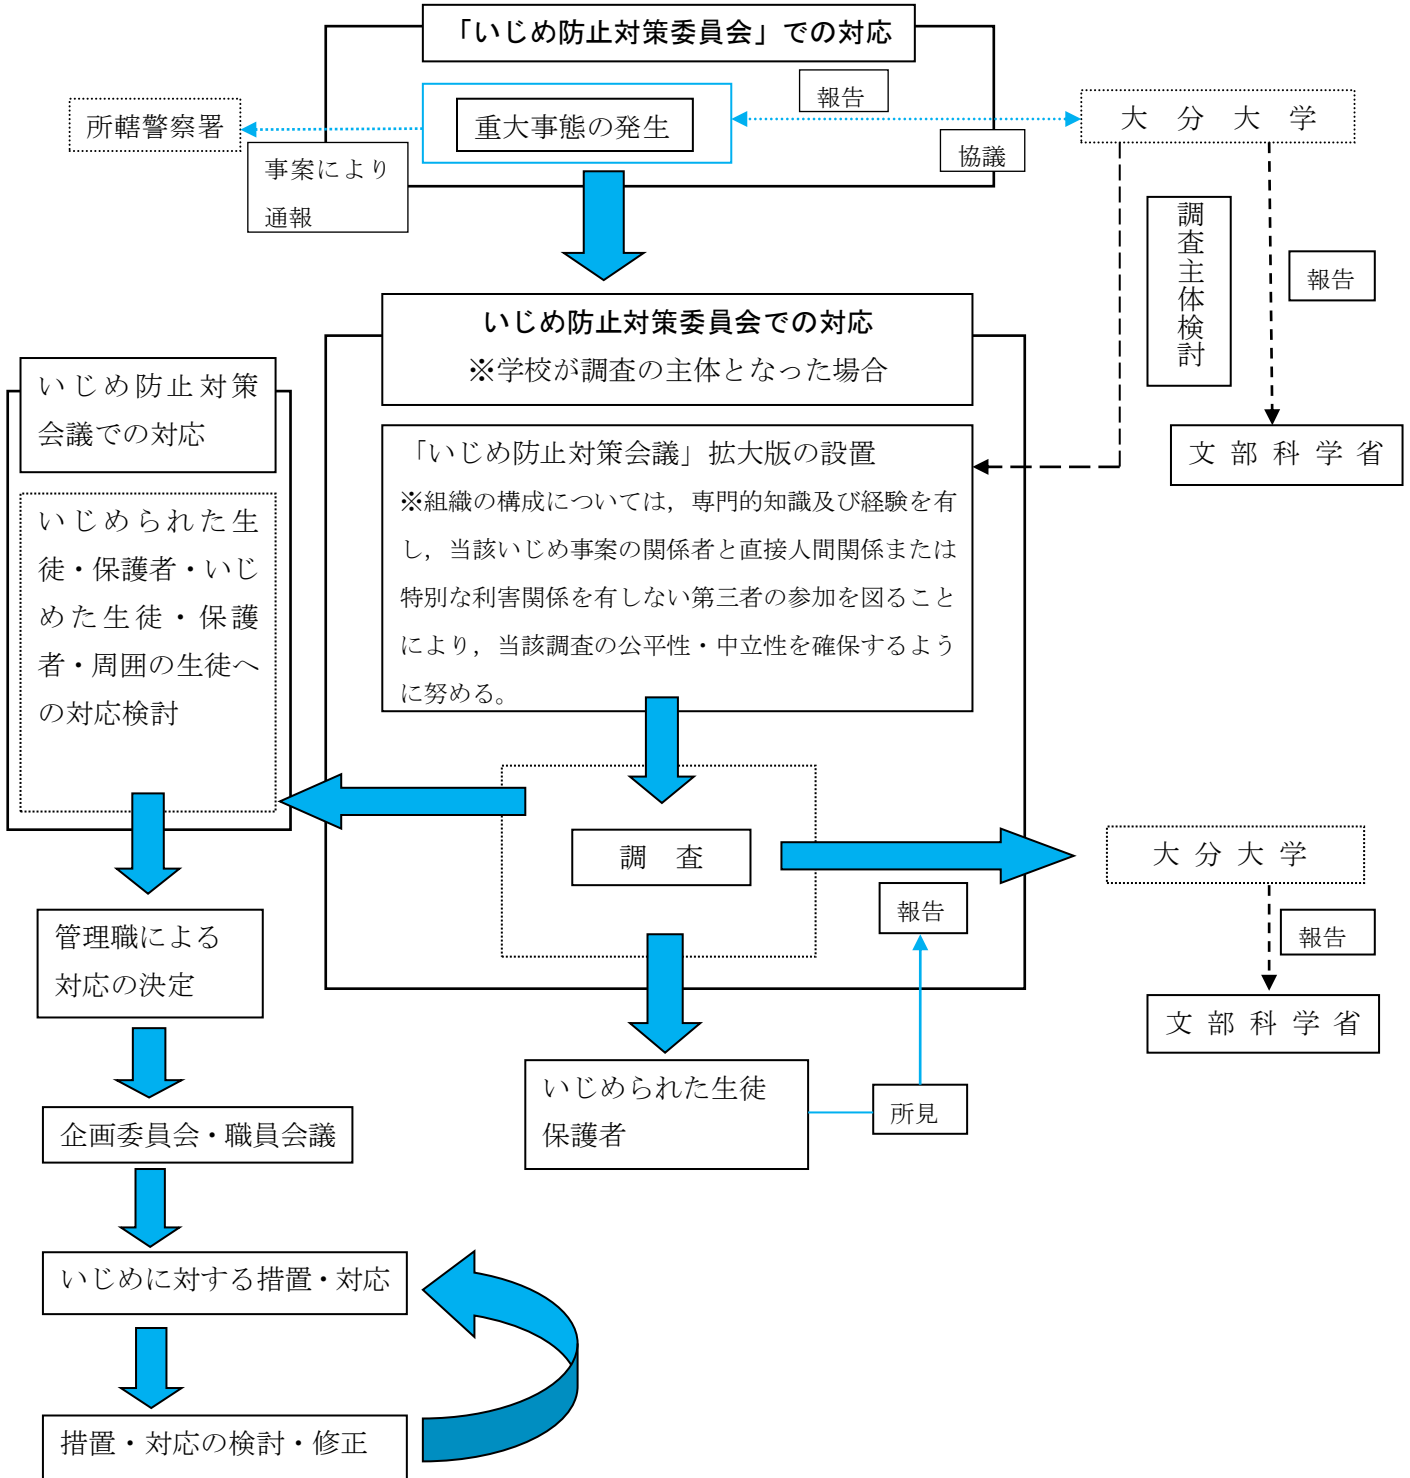 「いじめ防止対策委員会」での対応
報告
所轄警察署
重大事態の発生
大分大学
協議
事案により
通報
調査主体検討
報告
いじめ防止対策委員会での対応
※学校が調査の主体となった場合
いじめ防止対策
会議での対応
文部科学省
「いじめ防止対策会議」拡大版の設置
※組織の構成については，専門的知識及び経験を有
し，当該いじめ事案の関係者と直接人間関係または
特別な利害関係を有しない第三者の参加を図ること
により，当該調査の公平性・中立性を確保するよう
に努める。
いじめられた生
徒・保護者・いじ
めた生徒・保護
者・周囲の生徒へ
の対応検討
調　査
大分大学
報告
報告
管理職による
対応の決定
文部科学省
いじめられた生徒
保護者
所見
企画委員会・職員会議
いじめに対する措置・対応
措置・対応の検討・修正